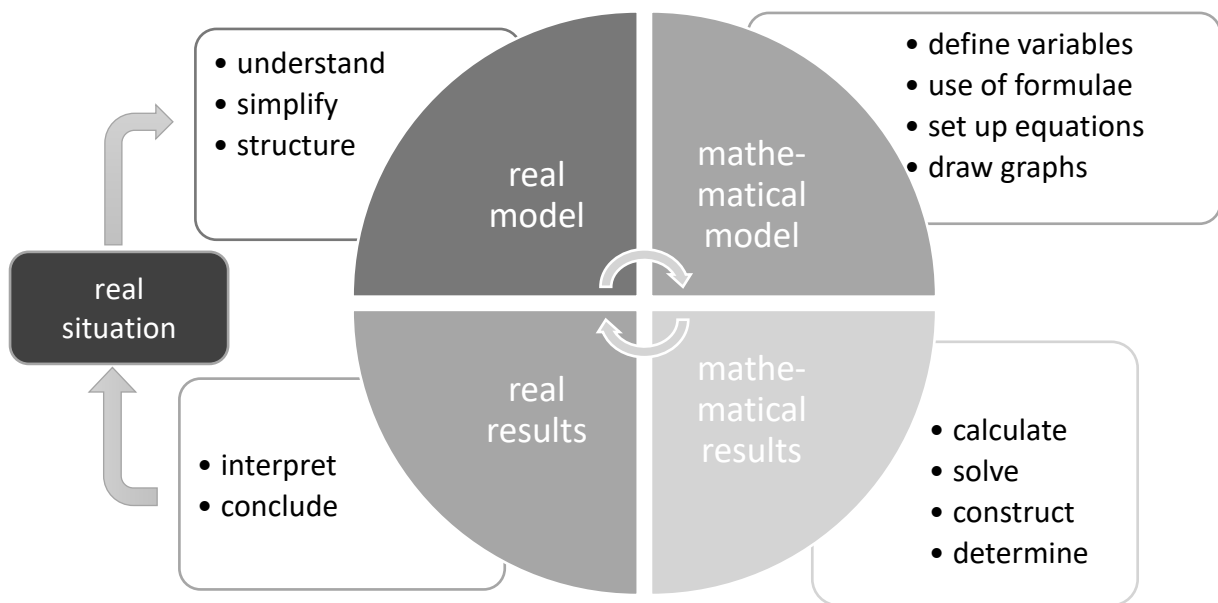 • understand
• simplify
• structure
real
model
mathe-
matical
model
• define variables
• use of formulae
• set up equations
• draw graphs
real
situation
• interpret
• conclude
real
results
mathe-
matical
results
• calculate
• solve
• construct
• determine